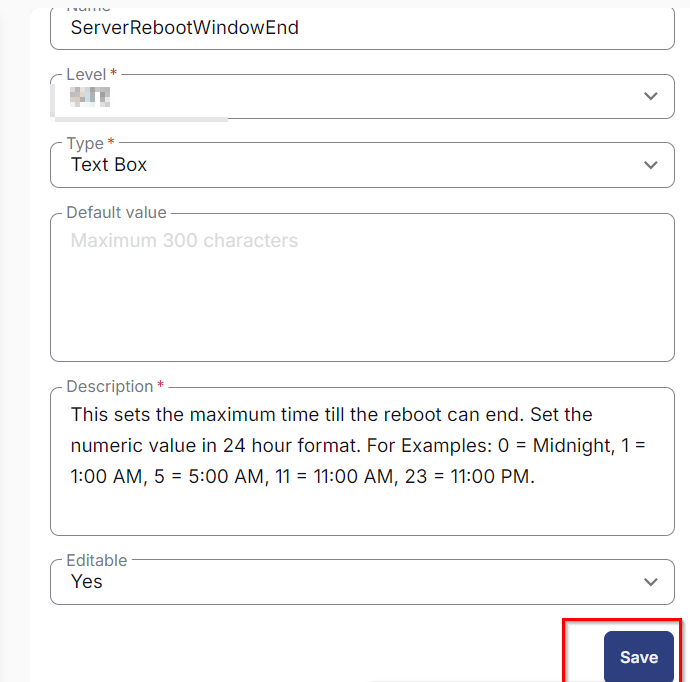 Name
ServerRebootWindowEnd
Level *
Type *
Text Box
Default value
Maximum 300 characters
Description *
This sets the maximum time till the reboot can end. Set the
numeric value in 24 hour format. For Examples: 0 = Midnight, 1 =
1:00 AM, 5 = 5:00 AM, 11 = 11:00 AM, 23 = 11:00 PM.
Editable
Yes
Save